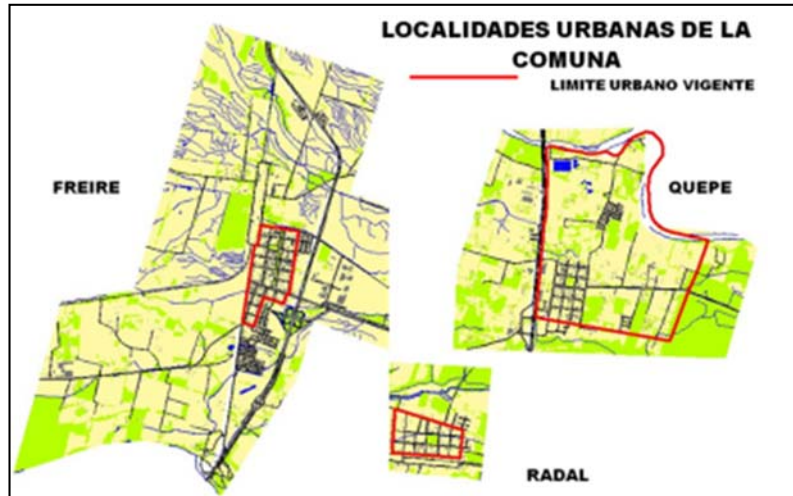 LOCALIDADES URBANAS DE LA
COMUNA
LIMITE URBANO VIGENTE
FREIRE
QUEPE
RADAL